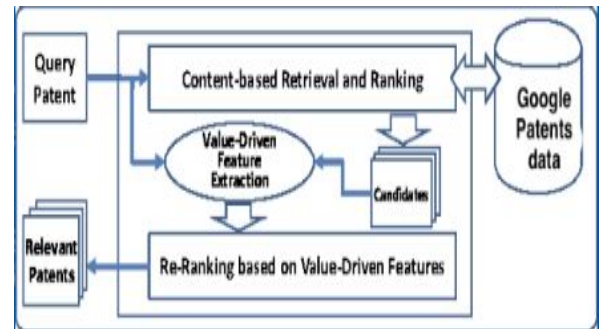 Query
Patent
Content-based Retrieval and Ranking
Google
Patents
data
Value-Driven
Feature
Extraction
Candidates
Relevant
Patents
Re-Ranking based on Value-Driven Features